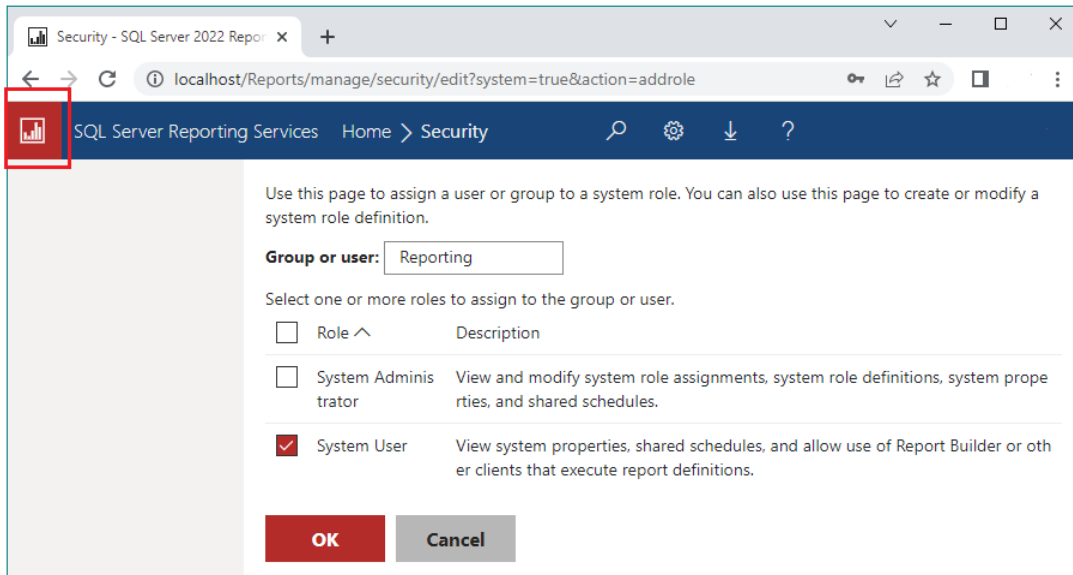 Security - SQL Server 2022 Repor
localhost/Reports/manage/security/edit?system=true&action=addrole
SQL Server Reporting Services Home > Security
Use this page to assign a user or group to a system role. You can also use this page to create or modify a
system role definition.
Group or user: Reporting
Select one or more roles to assign to the group or user.
Role Description
System Adminis View and modify system role assignments, system role definitions, system prope
trator rties, and shared schedules.
System User View system properties, shared schedules, and allow use of Report Builder or oth
er clients that execute report definitions.
OK Cancel